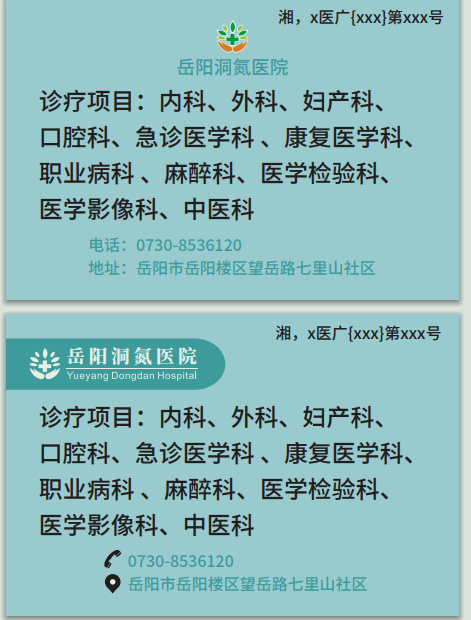 湘，x医广{xxx}第xxx号
岳阳洞氮医院
诊疗项目：内科、外科、妇产科、
口腔科、急诊医学科 、康复医学科、
职业病科 、麻醉科、医学检验科、
医学影像科、中医科
电话：0730-8536120
地址：岳阳市岳阳楼区望岳路七里山社区
湘，x医广{xxx}第xxx号
岳阳洞氮医院
Yueyang Dongdan Hospital
诊疗项目：内科、外科、妇产科、
口腔科、急诊医学科 、康复医学科、
职业病科 、麻醉科、医学检验科、
医学影像科、中医科
0730-8536120
岳阳市岳阳楼区望岳路七里山社区